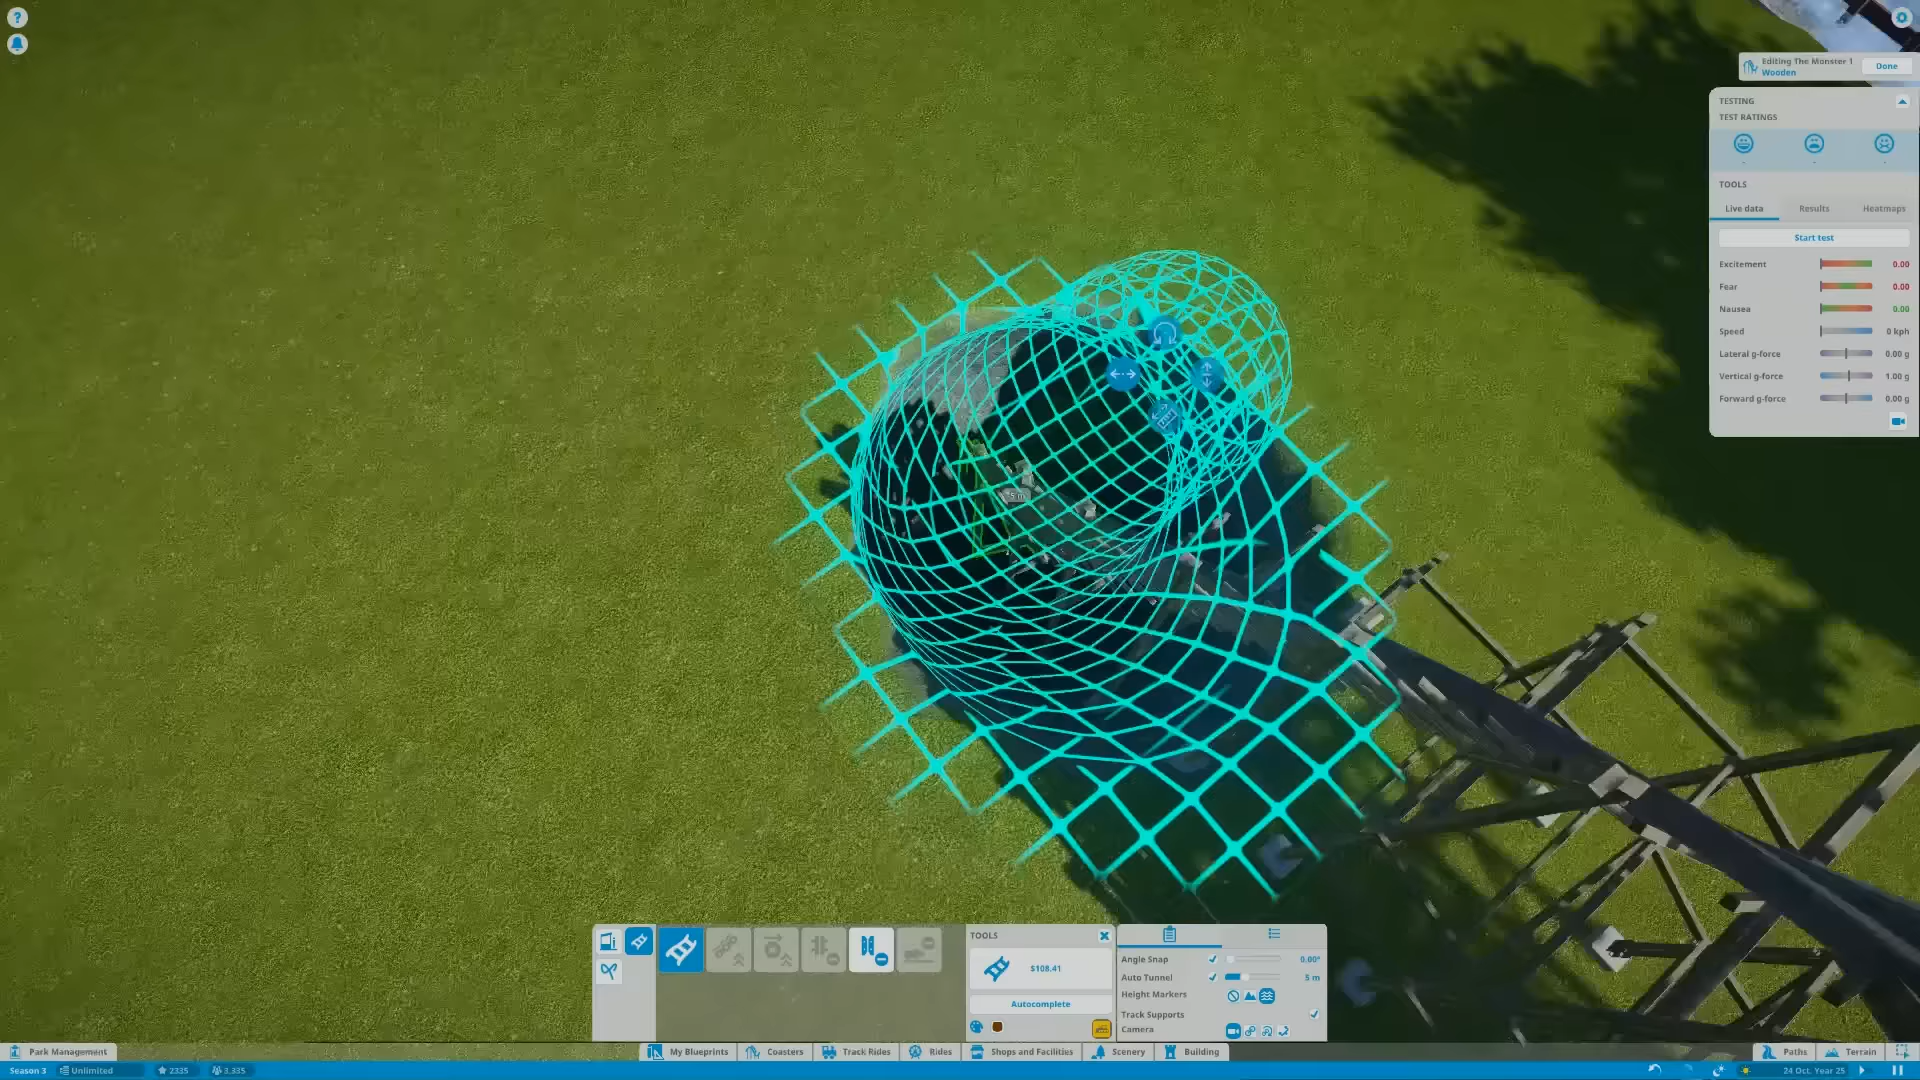 ?
Editing The Monster 1
Wooden
Done
TESTING
TEST RATINGS
-
-
-
TOOLS
Live data
Results
Heatmaps
Start test
Excitement 0.00
Fear 0.00
Nausea 0.00
Speed 0 kph
Lateral g-force 0.00 g
Vertical g-force 1.00 g
Forward g-force 0.00 g
5 m
TOOLS
$108.41
Autocomplete
Angle Snap 0.00°
Auto Tunnel 5 m
Height Markers
Track Supports
Camera
Park Management
My Blueprints
Coasters
Track Rides
Rides
Shops and Facilities
Scenery
Building
Paths
Terrain
Season 3
Unlimited
2335
3,335
24 Oct, Year 25